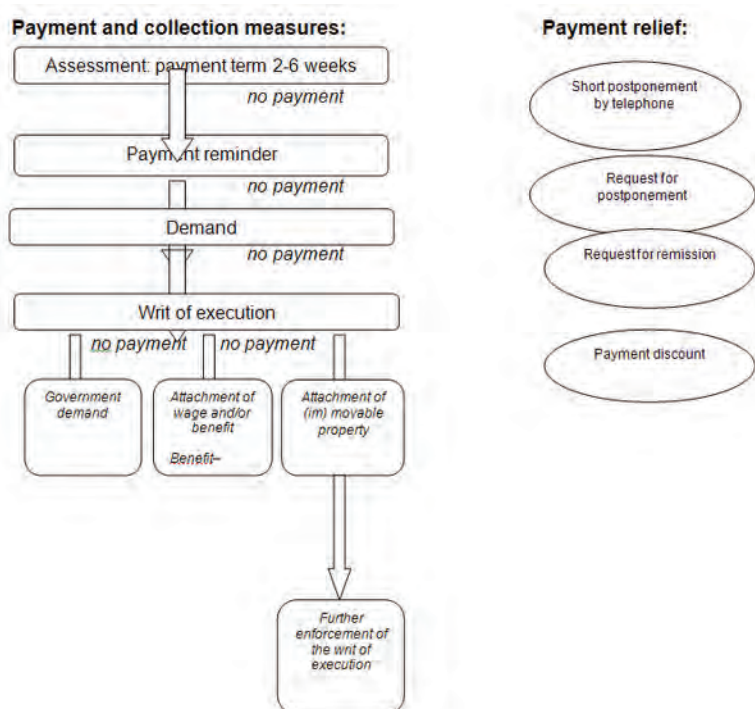 Payment and collection measures:
Assessment: payment term 2-6 weeks
no payment
Payment reminder
no payment
Demand
no payment
Writ of execution
no payment
no payment
Government
demand
Attachment of
wage and/or
benefit
Benefit–
Attachment of
(im) movable
property
Further
enforcement of
the writ of
execution
Payment relief:
Short postponement
by telephone
Request for
postponement
Request for remission
Payment discount